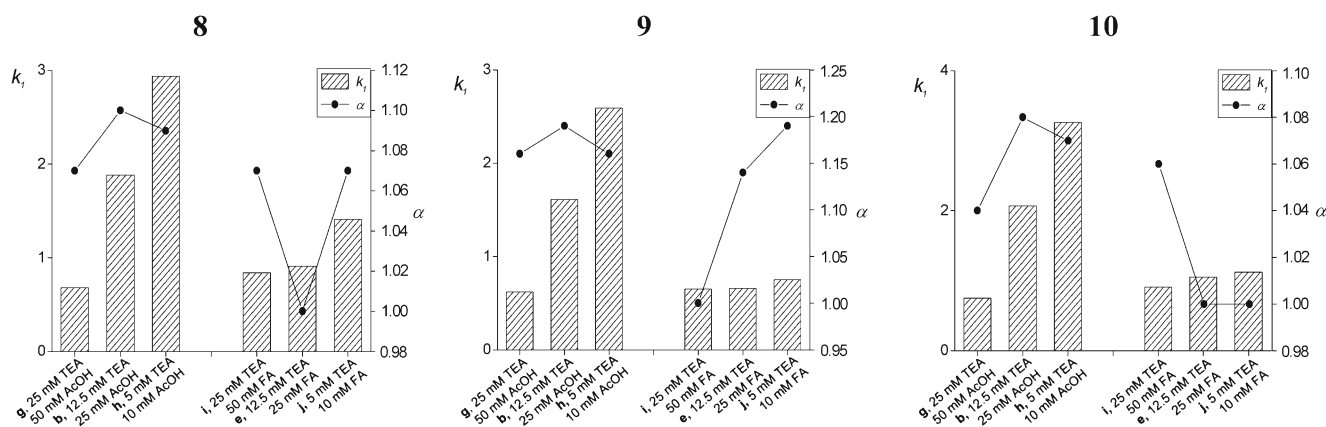 8
k₁
3
2
1
0
k₁
α
1.12
1.10
1.08
1.06
1.04
1.02
1.00
0.98
α
g, 25 mM TEA
50 mM AcOH
b, 12.5 mM TEA
25 mM AcOH
h, 5 mM TEA
10 mM AcOH
i, 25 mM TEA
50 mM FA
e, 12.5 mM TEA
25 mM FA
j, 5 mM TEA
10 mM FA
9
k₁
3
2
1
0
k₁
α
1.25
1.20
1.15
1.10
1.05
1.00
0.95
α
g, 25 mM TEA
50 mM AcOH
b, 12.5 mM TEA
25 mM AcOH
h, 5 mM TEA
10 mM AcOH
i, 25 mM TEA
50 mM FA
e, 12.5 mM TEA
25 mM FA
j, 5 mM TEA
10 mM FA
10
k₁
4
2
0
k₁
α
1.10
1.08
1.06
1.04
1.02
1.00
0.98
α
g, 25 mM TEA
50 mM AcOH
b, 12.5 mM TEA
25 mM AcOH
h, 5 mM TEA
10 mM AcOH
i, 25 mM TEA
50 mM FA
e, 12.5 mM TEA
25 mM FA
j, 5 mM TEA
10 mM FA